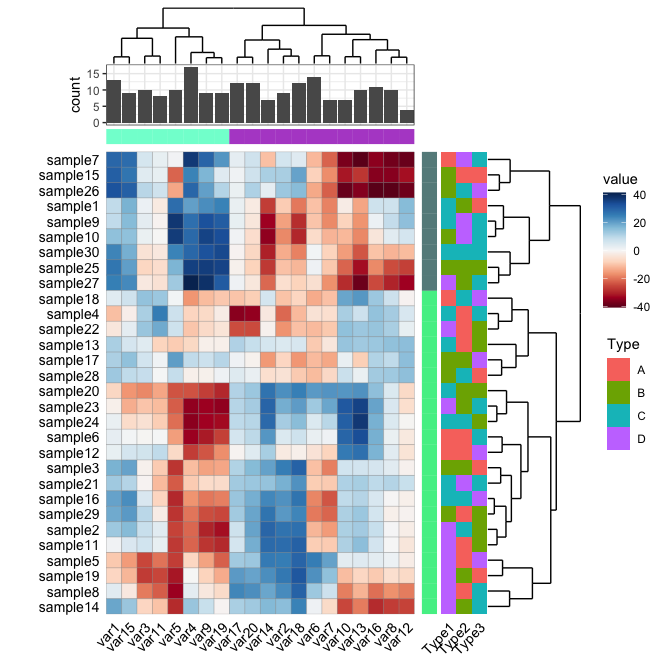 count
15
10
5
0
sample7
sample15
sample26
sample1
sample9
sample10
sample30
sample25
sample27
sample18
sample4
sample22
sample13
sample17
sample28
sample20
sample23
sample24
sample6
sample12
sample3
sample21
sample16
sample29
sample2
sample11
sample5
sample19
sample8
sample14
var1 var15 var3 var11 var5 var4 var9 var19 var17 var20 var14 var2 var18 var6 var7 var10 var13 var16 var8 var12
Type1 Type2 Type3
value
40
20
0
-20
-40
Type
A
B
C
D